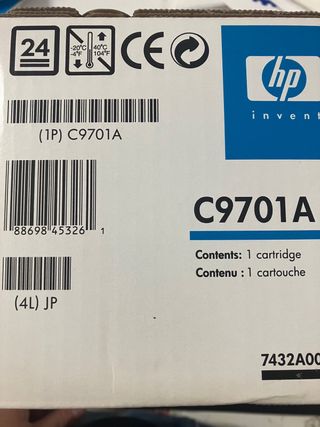 24
-20°C
-4°F
40°C
104°F
CE
hp
invent
(1P) C9701A
C9701A
88698 45326 1
Contents: 1 cartridge
Contenu : 1 cartouche
(4L) JP
7432A00